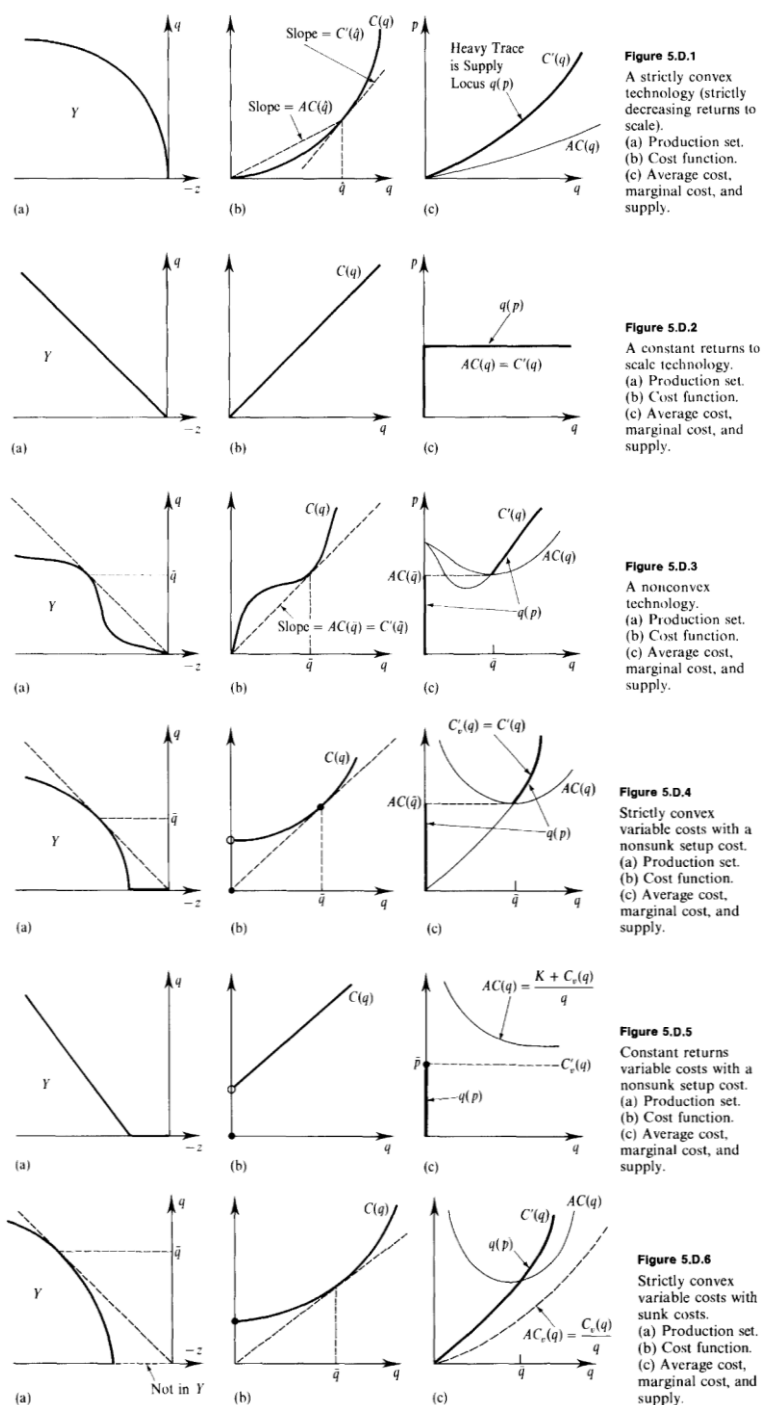 q
Y
−z
(a)
Slope = C′(q̂)
C(q)
Slope = AC(q̂)
q̂
q
(b)
p
Heavy Trace
is Supply
Locus q(p)
C′(q)
AC(q)
q
(c)
Figure 5.D.1
A strictly convex
technology (strictly
decreasing returns to
scale).
(a) Production set.
(b) Cost function.
(c) Average cost,
marginal cost, and
supply.
q
Y
−z
(a)
C(q)
q
(b)
p
q(p)
AC(q) = C′(q)
q
(c)
Figure 5.D.2
A constant returns to
scale technology.
(a) Production set.
(b) Cost function.
(c) Average cost,
marginal cost, and
supply.
q
q̄
Y
−z
(a)
C(q)
Slope = AC(q̄) = C′(q̄)
q̄
q
(b)
p
C′(q)
AC(q)
AC(q̄)
q(p)
q̄
q
(c)
Figure 5.D.3
A nonconvex
technology.
(a) Production set.
(b) Cost function.
(c) Average cost,
marginal cost, and
supply.
q
q̄
Y
−z
(a)
C(q)
q̄
q
(b)
C′v(q) = C′(q)
AC(q)
AC(q̄)
q(p)
q̄
q
(c)
Figure 5.D.4
Strictly convex
variable costs with a
nonsunk setup cost.
(a) Production set.
(b) Cost function.
(c) Average cost,
marginal cost, and
supply.
q
Y
−z
(a)
C(q)
q
(b)
AC(q) = K + Cv(q) / q
p̄
C′v(q)
q(p)
q
(c)
Figure 5.D.5
Constant returns
variable costs with a
nonsunk setup cost.
(a) Production set.
(b) Cost function.
(c) Average cost,
marginal cost, and
supply.
q
q̄
Y
−z
Not in Y
(a)
C(q)
q̄
q
(b)
C′(q)
AC(q)
q(p)
ACv(q) = Cv(q) / q
q̄
q
(c)
Figure 5.D.6
Strictly convex
variable costs with
sunk costs.
(a) Production set.
(b) Cost function.
(c) Average cost,
marginal cost, and
supply.